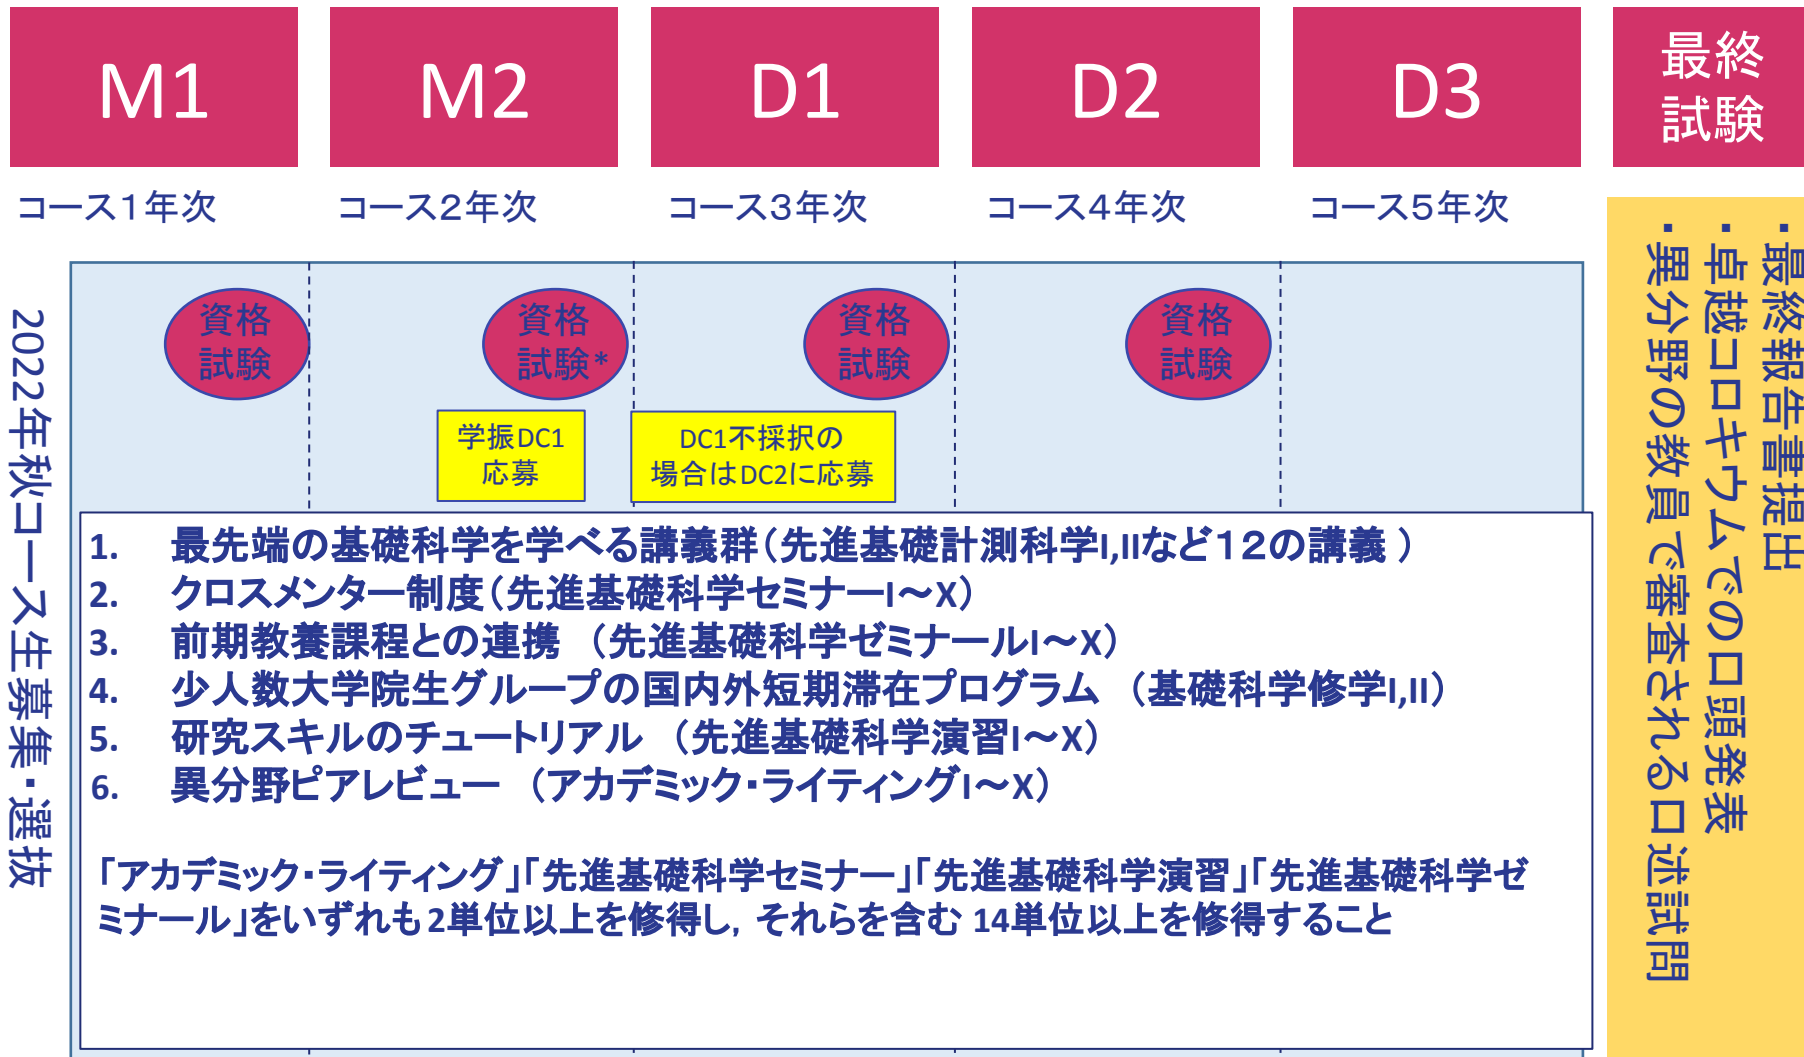 M1
M2
D1
D2
D3
最終
試験
コース1年次
コース2年次
コース3年次
コース4年次
コース5年次
2022年秋コース生募集・選抜
資格
試験
資格
試験*
資格
試験
資格
試験
学振DC1
応募
DC1不採択の
場合はDC2に応募
1. 最先端の基礎科学を学べる講義群(先進基礎計測科学I,IIなど12の講義 )
2. クロスメンター制度(先進基礎科学セミナーI～X)
3. 前期教養課程との連携 (先進基礎科学ゼミナールI～X)
4. 少人数大学院生グループの国内外短期滞在プログラム (基礎科学修学I,II)
5. 研究スキルのチュートリアル (先進基礎科学演習I～X)
6. 異分野ピアレビュー (アカデミック・ライティングI～X)
「アカデミック・ライティング」「先進基礎科学セミナー」「先進基礎科学演習」「先進基礎科学ゼ
ミナール」をいずれも2単位以上を修得し, それらを含む 14単位以上を修得すること
・最終報告書提出
・卓越コロキウムでの口頭発表
・異分野の教員で審査される口述試問